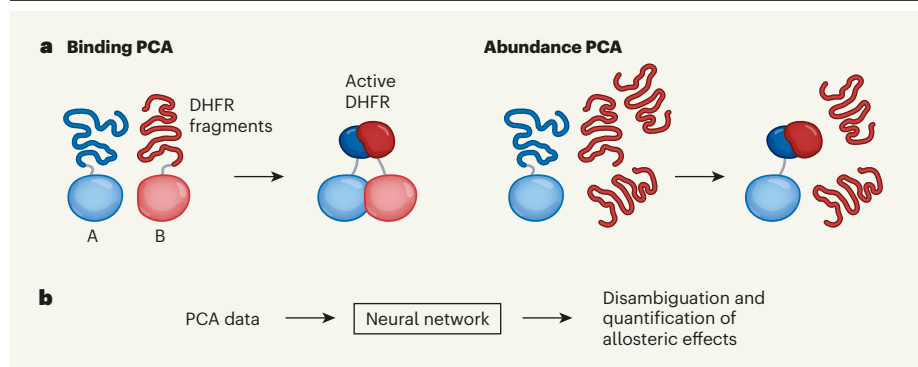 a Binding PCA
DHFR
fragments
Active
DHFR
A
B
Abundance PCA
b
PCA data
Neural network
Disambiguation and
quantification of
allosteric effects